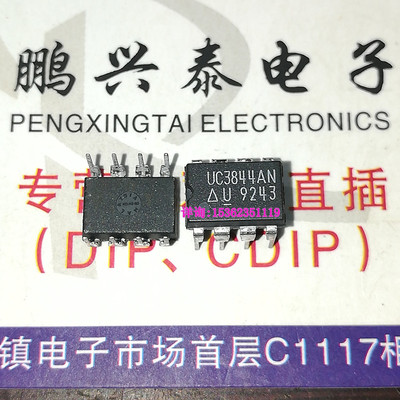 鹏兴泰电子
PENGXINGTAI ELECTRONICS
UC3844AN
U 9243
专 直插
(DIP、CDIP)
镇电子市场首层C1117相